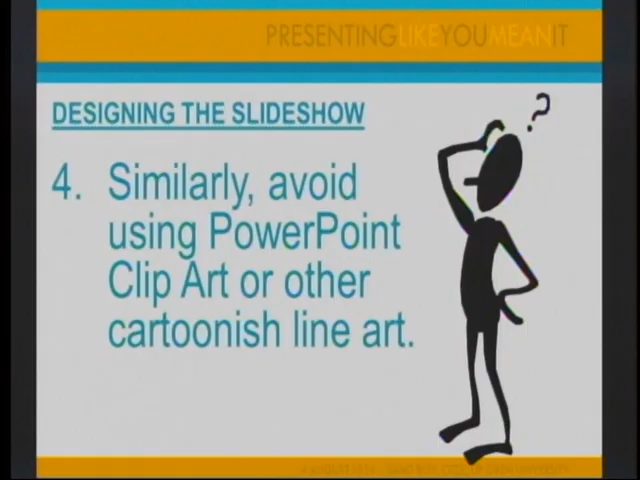 PRESENTINGLIKEYOUMEANIT
DESIGNING THE SLIDESHOW
?
4. Similarly, avoid
using PowerPoint
Clip Art or other
cartoonish line art.